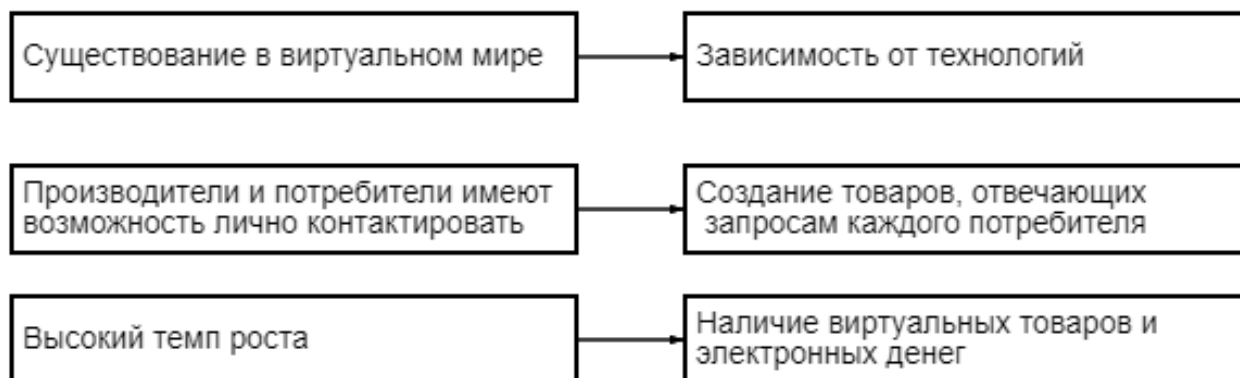 Существование в виртуальном мире
Зависимость от технологий
Производители и потребители имеют
возможность лично контактировать
Создание товаров, отвечающих
запросам каждого потребителя
Высокий темп роста
Наличие виртуальных товаров и
электронных денег